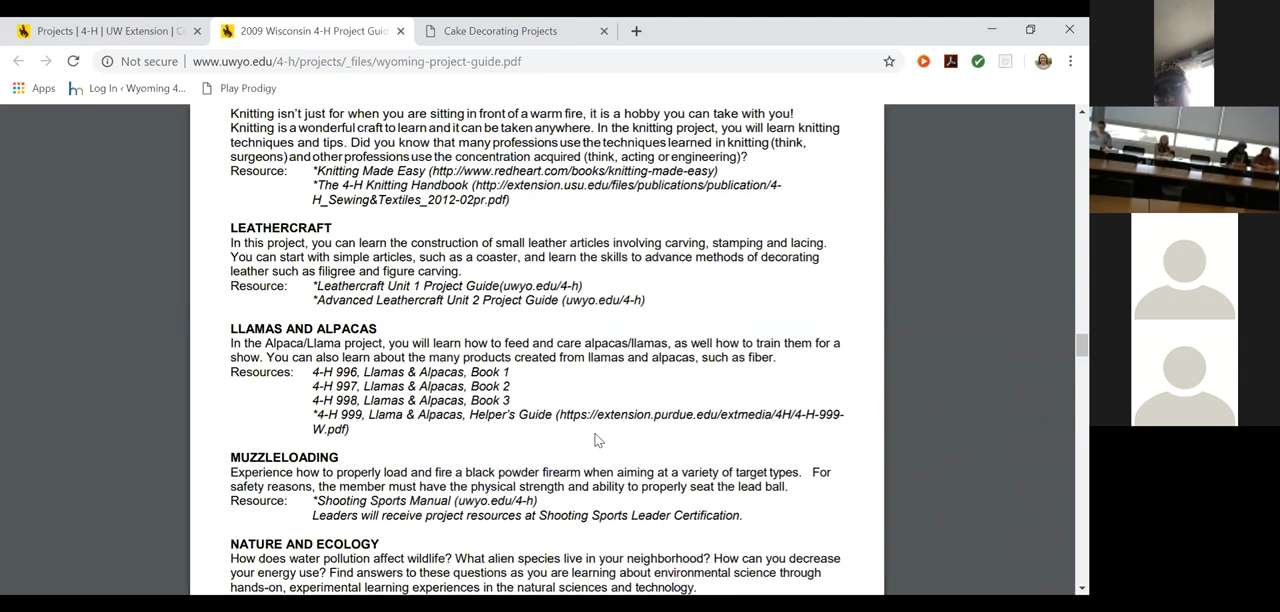 Projects | 4-H | UW Extension | C
2009 Wisconsin 4-H Project Guid
Cake Decorating Projects
Not secure
www.uwyo.edu/4-h/projects/_files/wyoming-project-guide.pdf
Apps
Log In ‹ Wyoming 4...
Play Prodigy
Knitting isn't just for when you are sitting in front of a warm fire, it is a hobby you can take with you!
Knitting is a wonderful craft to learn and it can be taken anywhere. In the knitting project, you will learn knitting
techniques and tips. Did you know that many professions use the techniques learned in knitting (think,
surgeons) and other professions use the concentration acquired (think, acting or engineering)?
Resource: *Knitting Made Easy (http://www.redheart.com/books/knitting-made-easy)
*The 4-H Knitting Handbook (http://extension.usu.edu/files/publications/publication/4-
H_Sewing&Textiles_2012-02pr.pdf)
LEATHERCRAFT
In this project, you can learn the construction of small leather articles involving carving, stamping and lacing.
You can start with simple articles, such as a coaster, and learn the skills to advance methods of decorating
leather such as filigree and figure carving.
Resource: *Leathercraft Unit 1 Project Guide(uwyo.edu/4-h)
*Advanced Leathercraft Unit 2 Project Guide (uwyo.edu/4-h)
LLAMAS AND ALPACAS
In the Alpaca/Llama project, you will learn how to feed and care alpacas/llamas, as well how to train them for a
show. You can also learn about the many products created from llamas and alpacas, such as fiber.
Resources: 4-H 996, Llamas & Alpacas, Book 1
4-H 997, Llamas & Alpacas, Book 2
4-H 998, Llamas & Alpacas, Book 3
*4-H 999, Llama & Alpacas, Helper's Guide (https://extension.purdue.edu/extmedia/4H/4-H-999-
W.pdf)
MUZZLELOADING
Experience how to properly load and fire a black powder firearm when aiming at a variety of target types. For
safety reasons, the member must have the physical strength and ability to properly seat the lead ball.
Resource: *Shooting Sports Manual (uwyo.edu/4-h)
Leaders will receive project resources at Shooting Sports Leader Certification.
NATURE AND ECOLOGY
How does water pollution affect wildlife? What alien species live in your neighborhood? How can you decrease
your energy use? Find answers to these questions as you are learning about environmental science through
hands-on, experimental learning experiences in the natural sciences and technology.